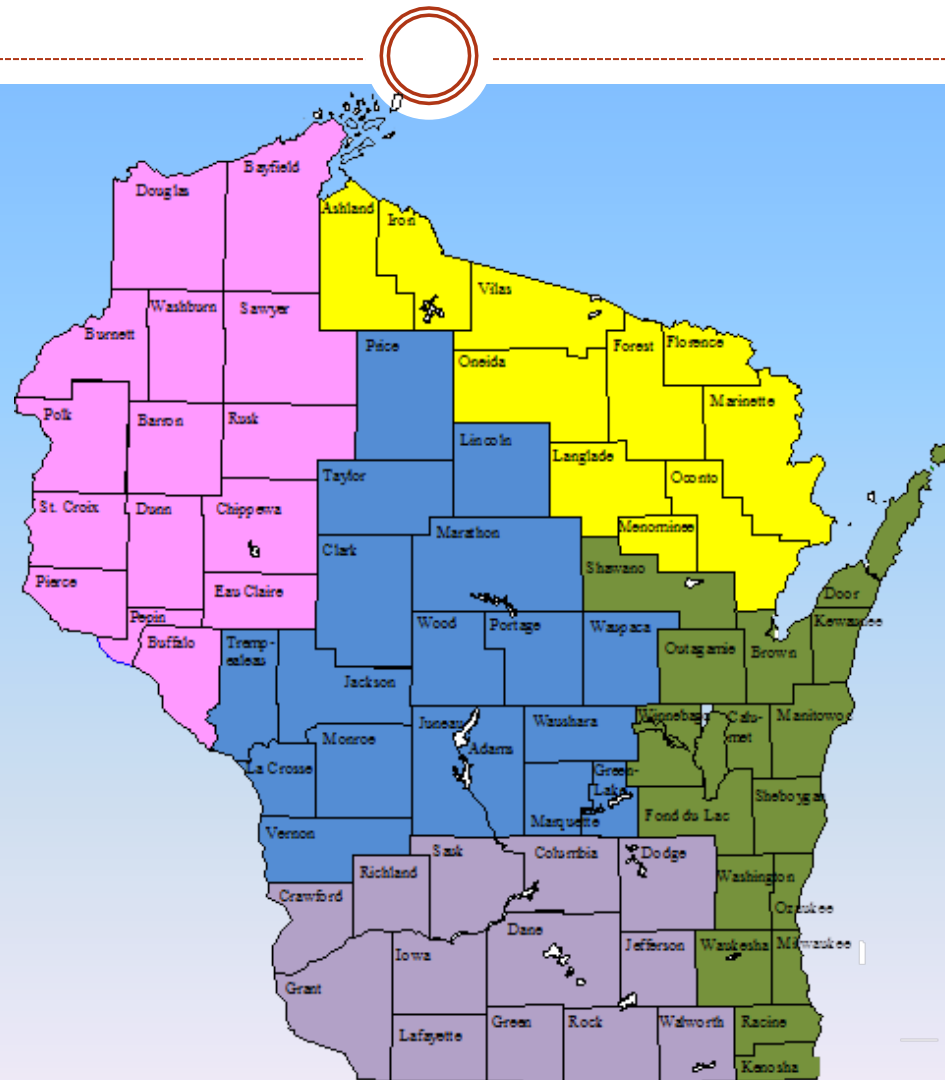 Bayfield
Douglas
Ashland
Iron
Vilas
Washburn
Sawyer
Burnett
Price
Forest
Florence
Oneida
Marinette
Polk
Barron
Rusk
Lincoln
Langlade
Taylor
Oconto
St. Croix
Dunn
Chippewa
Menominee
Marathon
Clark
Shawano
Pierce
Eau Claire
Door
Pepin
Wood
Portage
Waupaca
Kewaunee
Buffalo
Tremp-
ealeau
Outagamie
Brown
Jackson
Juneau
Waushara
Winnebago
Calu-
met
Manitowoc
Monroe
Adams
La Crosse
Green-
Lake
Sheboygan
Marquette
Fond du Lac
Vernon
Sauk
Columbia
Dodge
Richland
Washington
Crawford
Ozaukee
Dane
Jefferson
Waukesha
Milwaukee
Iowa
Grant
Green
Rock
Walworth
Racine
Lafayette
Kenosha